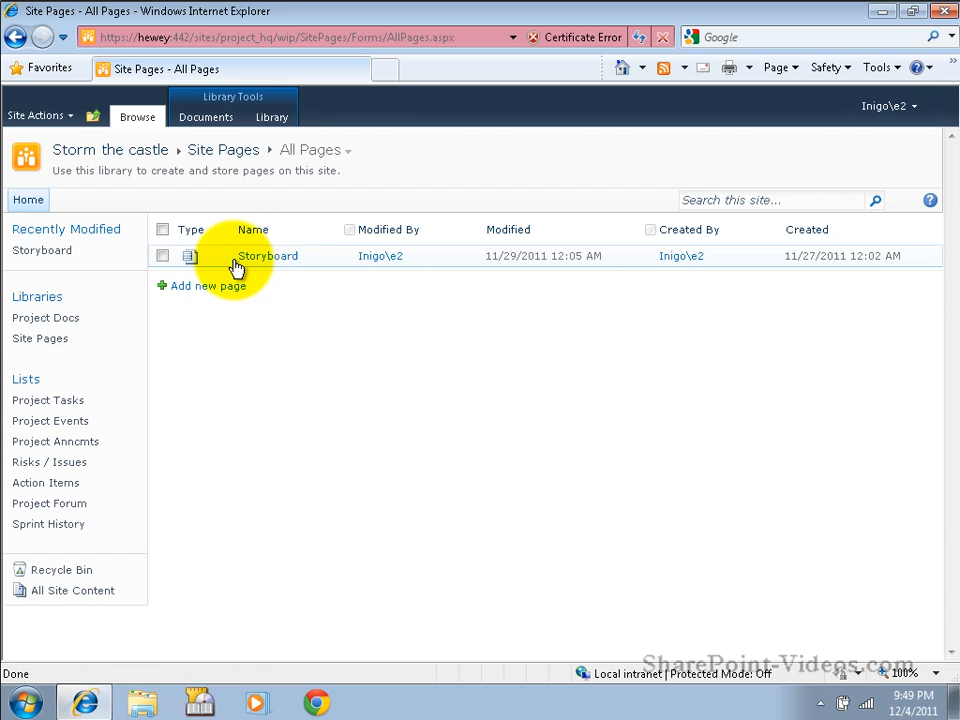 Site Pages - All Pages - Windows Internet Explorer
https://hewey:442/sites/project_hq/wip/SitePages/Forms/AllPages.aspx
Certificate Error
Google
Favorites
Site Pages - All Pages
Page
Safety
Tools
Library Tools
Site Actions
Browse
Documents
Library
Inigo\e2
Storm the castle
Site Pages
All Pages
Use this library to create and store pages on this site.
Home
Search this site...
Recently Modified
Storyboard
Type
Name
Modified By
Modified
Created By
Created
Storyboard
Inigo\e2
11/29/2011 12:05 AM
Inigo\e2
11/27/2011 12:02 AM
Add new page
Libraries
Project Docs
Site Pages
Lists
Project Tasks
Project Events
Project Anncmts
Risks / Issues
Action Items
Project Forum
Sprint History
Recycle Bin
All Site Content
SharePoint-Videos.com
Done
Local intranet | Protected Mode: Off
100%
9:49 PM
12/4/2011